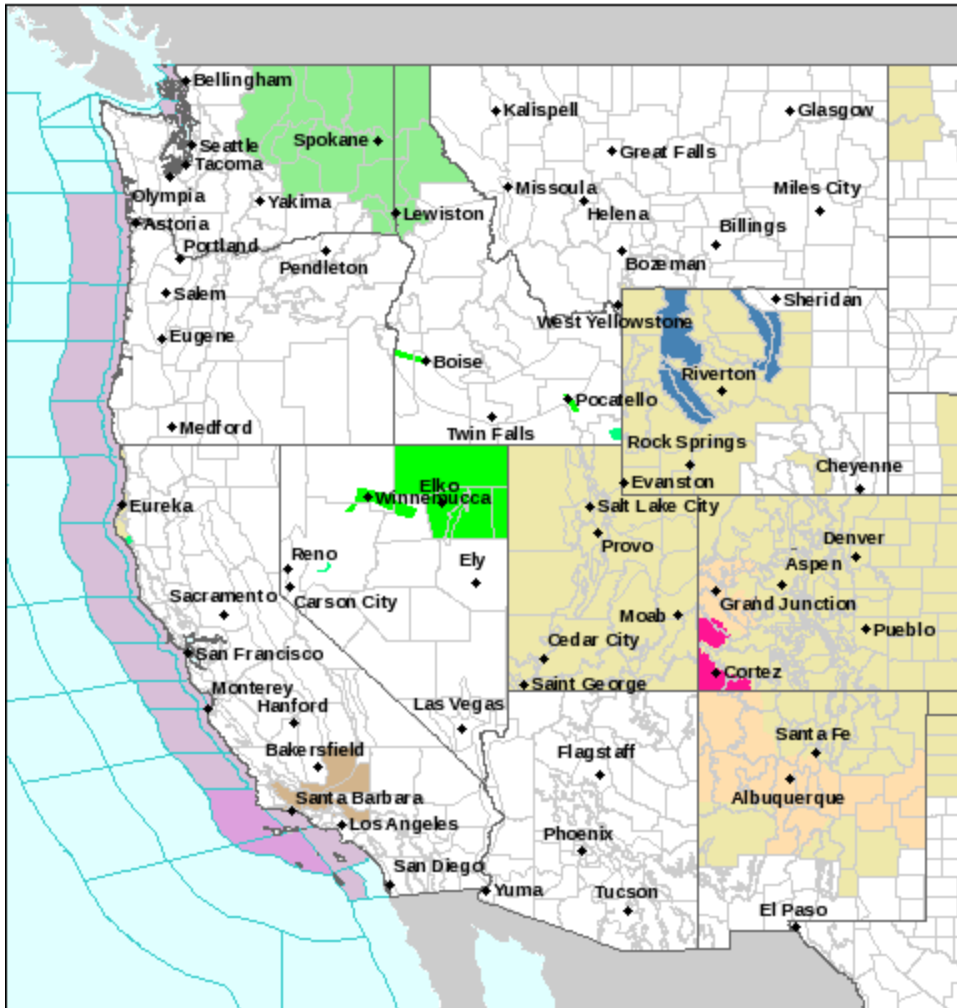 Bellingham
Kalispell
Glasgow
Spokane
Seattle
Great Falls
Tacoma
Missoula
Miles City
Olympia
Yakima
Helena
Lewiston
Astoria
Billings
Portland
Pendleton
Bozeman
Salem
Sheridan
West Yellowstone
Eugene
Boise
Riverton
Pocatello
Medford
Twin Falls
Rock Springs
Cheyenne
Evanston
Elko
Winnemucca
Eureka
Salt Lake City
Provo
Denver
Reno
Ely
Aspen
Sacramento
Carson City
Grand Junction
Moab
Pueblo
Cedar City
San Francisco
Cortez
Saint George
Monterey
Hanford
Las Vegas
Santa Fe
Bakersfield
Flagstaff
Albuquerque
Santa Barbara
Los Angeles
Phoenix
San Diego
Yuma
Tucson
El Paso